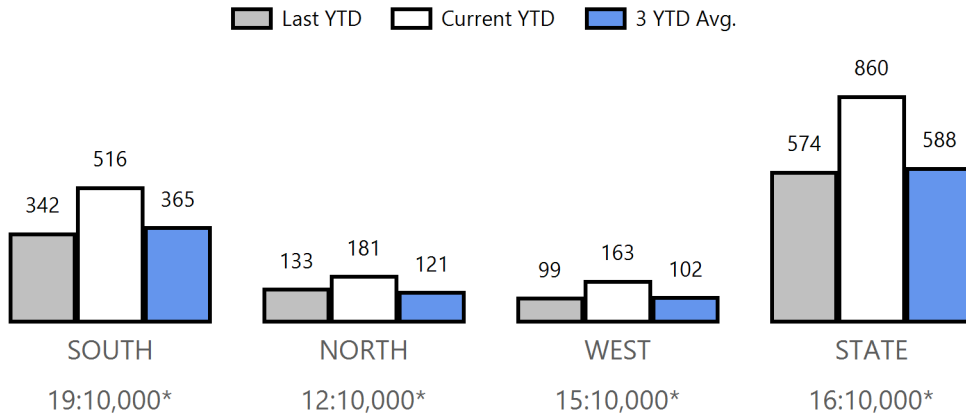 Last YTD Current YTD 3 YTD Avg.
342 516 365 133 181 121 99 163 102 574 860 588
SOUTH NORTH WEST STATE
19:10,000* 12:10,000* 15:10,000* 16:10,000*